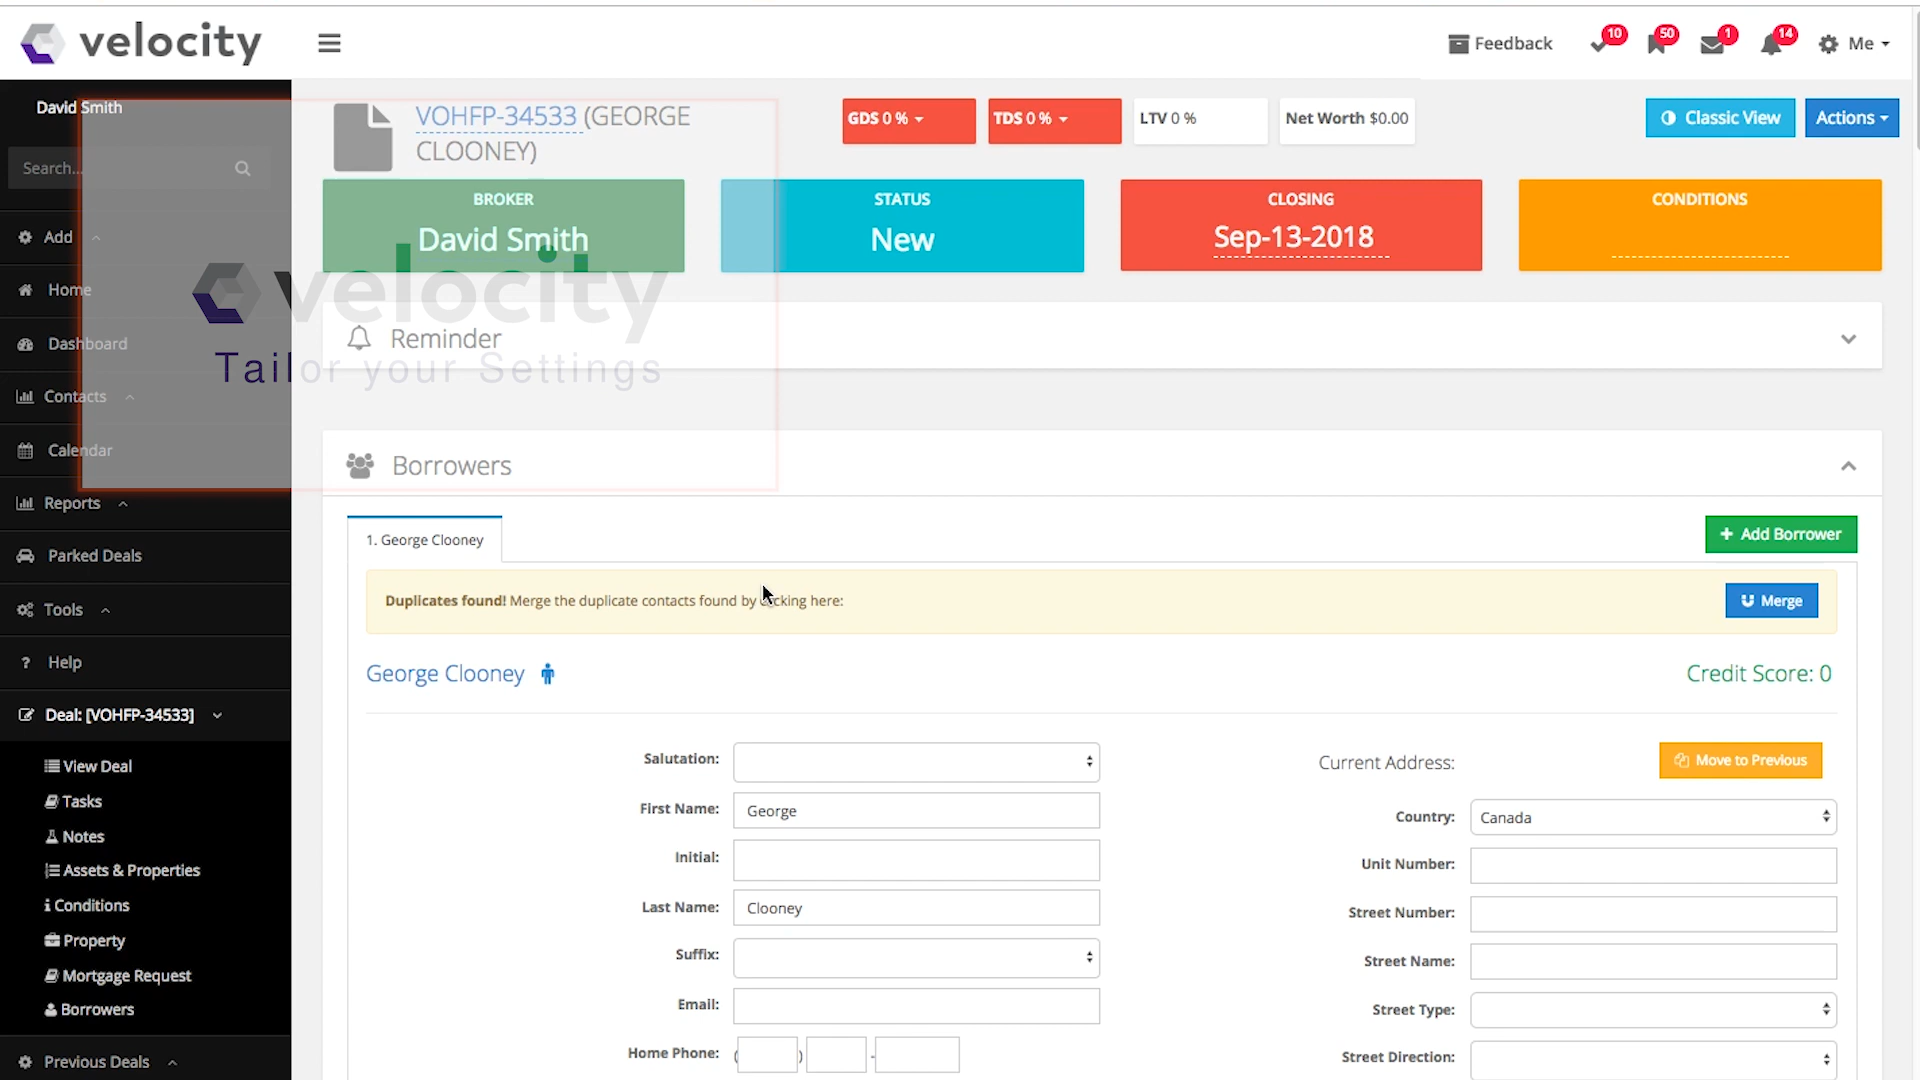 velocity
Feedback
10
50
1
14
Me
David Smith
Search...
Add
Home
Dashboard
Contacts
Calendar
Reports
Parked Deals
Tools
Help
Deal: [VOHFP-34533]
View Deal
Tasks
Notes
Assets & Properties
Conditions
Property
Mortgage Request
Borrowers
Previous Deals
VOHFP-34533 (GEORGE
CLOONEY)
GDS 0 %
TDS 0 %
LTV 0 %
Net Worth $0.00
Classic View
Actions
BROKER
David Smith
STATUS
New
CLOSING
Sep-13-2018
CONDITIONS
velocity
Tailor your Settings
Reminder
Borrowers
1. George Clooney
+ Add Borrower
Duplicates found! Merge the duplicate contacts found by clicking here:
Merge
George Clooney
Credit Score: 0
Salutation:
First Name: George
Initial:
Last Name: Clooney
Suffix:
Email:
Home Phone: ( ) -
Current Address:
Move to Previous
Country: Canada
Unit Number:
Street Number:
Street Name:
Street Type:
Street Direction: